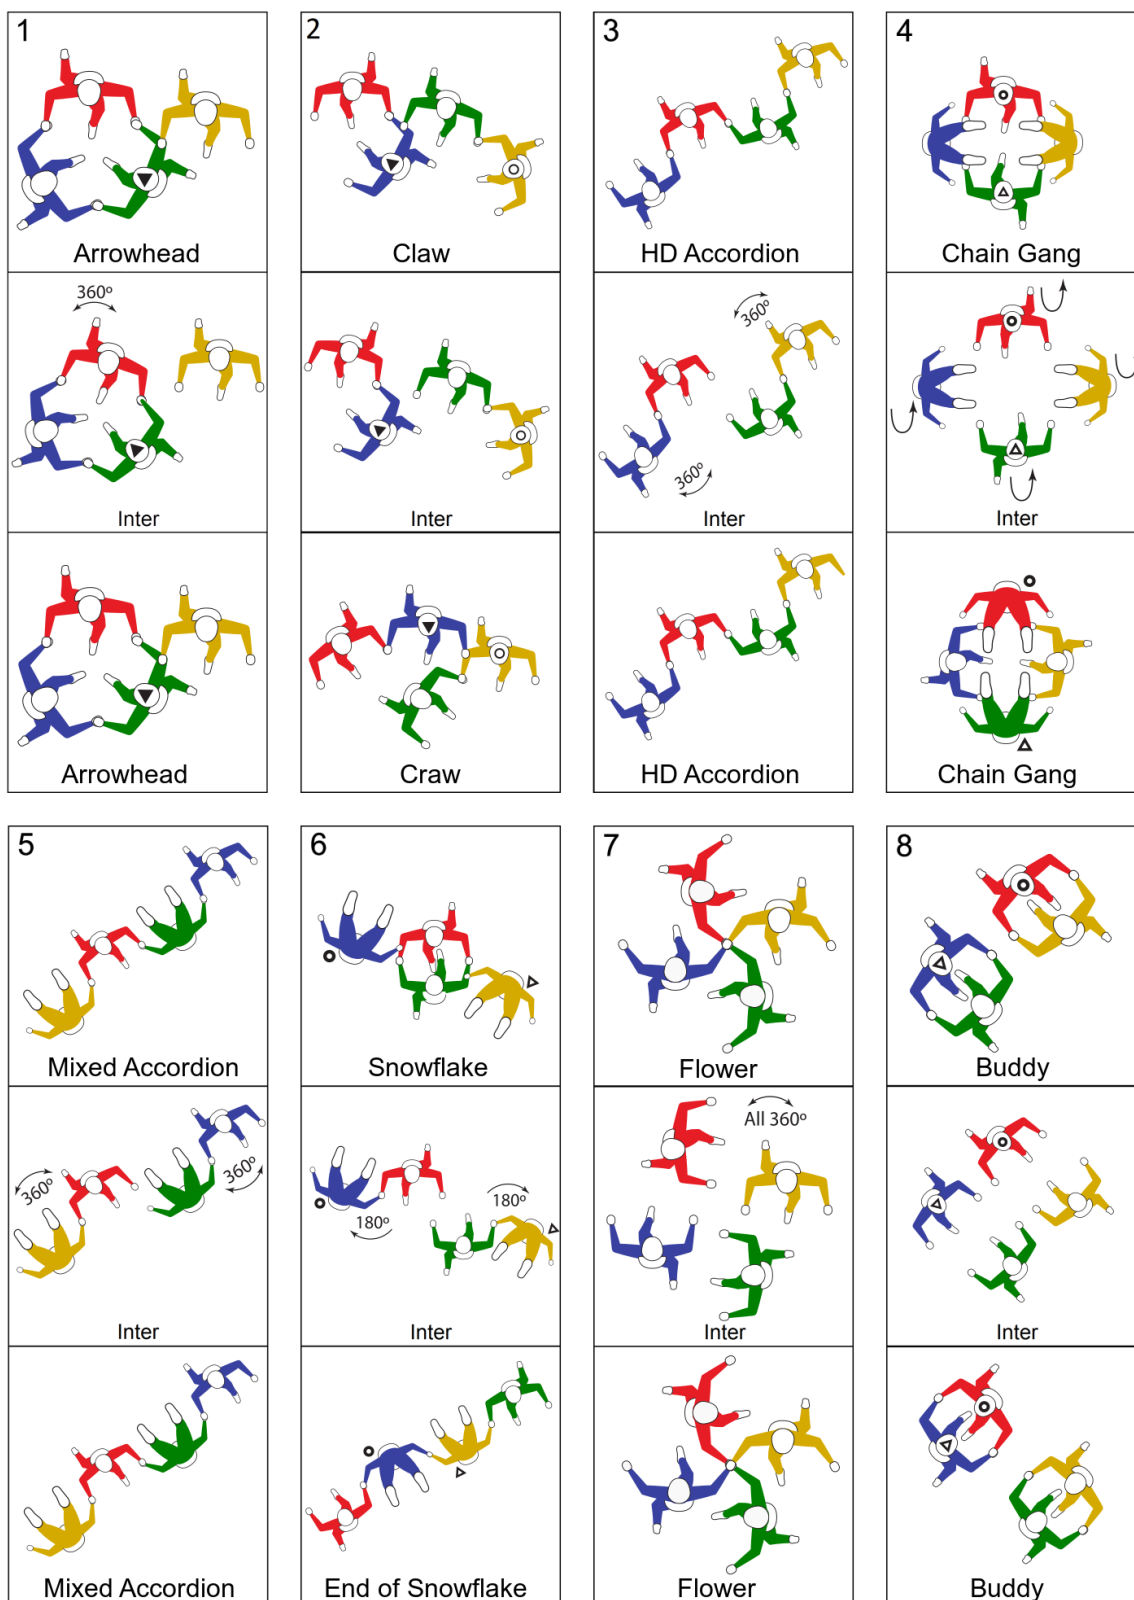 1
Arrowhead
360º
Inter
Arrowhead
2
Claw
Inter
Craw
3
HD Accordion
360º
360º
Inter
HD Accordion
4
Chain Gang
Inter
Chain Gang
5
Mixed Accordion
360º
360º
Inter
Mixed Accordion
6
Snowflake
180º
180º
Inter
End of Snowflake
7
Flower
All 360º
Inter
Flower
8
Buddy
Inter
Buddy